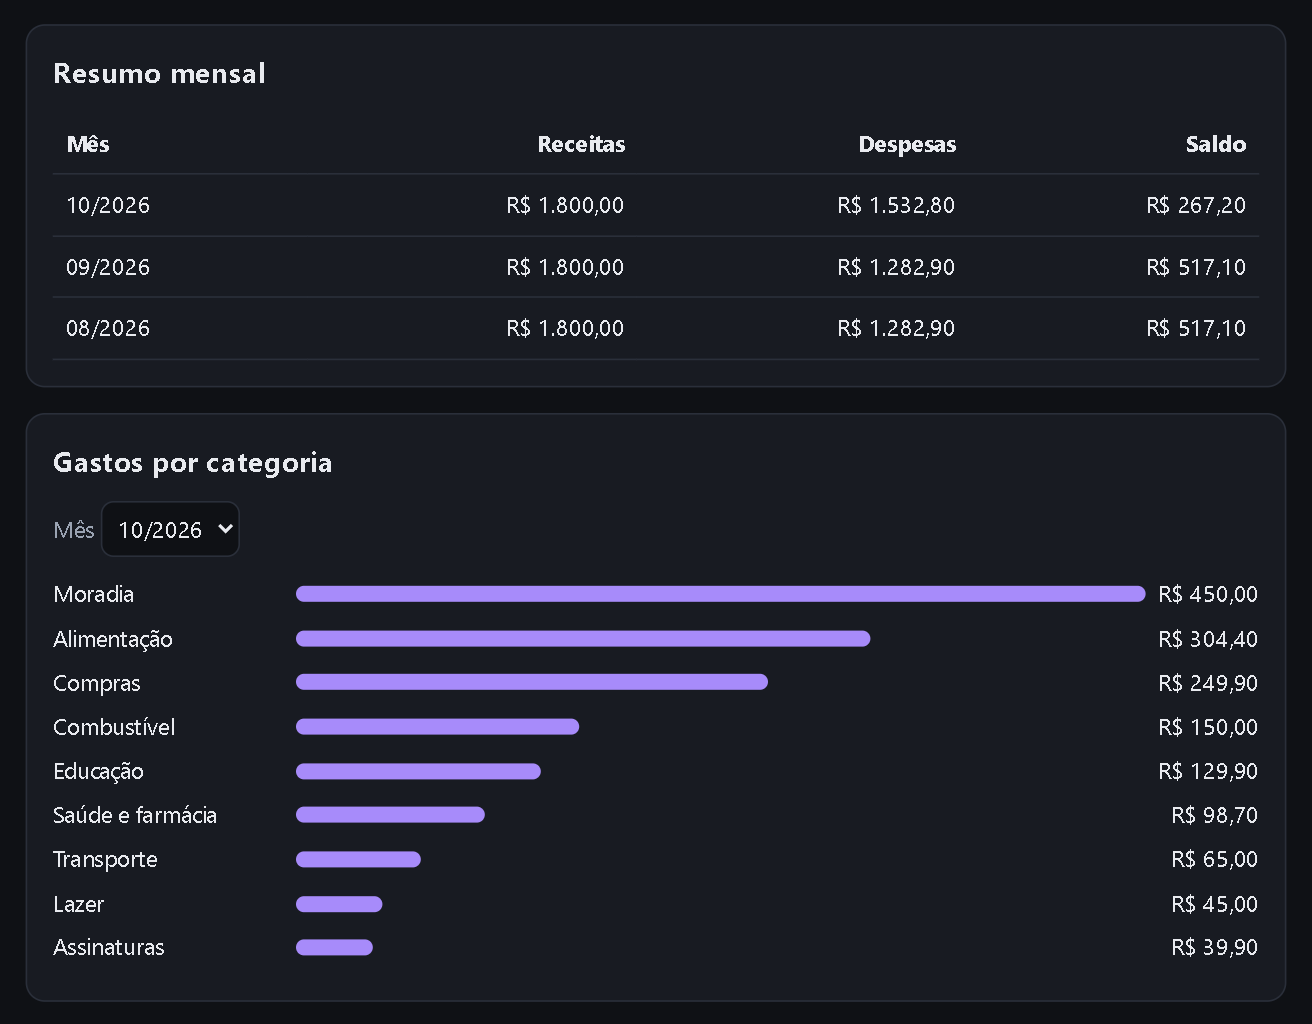 Resumo mensal
Mês Receitas Despesas Saldo
10/2026 R$ 1.800,00 R$ 1.532,80 R$ 267,20
09/2026 R$ 1.800,00 R$ 1.282,90 R$ 517,10
08/2026 R$ 1.800,00 R$ 1.282,90 R$ 517,10
Gastos por categoria
Mês 10/2026
Moradia R$ 450,00
Alimentação R$ 304,40
Compras R$ 249,90
Combustível R$ 150,00
Educação R$ 129,90
Saúde e farmácia R$ 98,70
Transporte R$ 65,00
Lazer R$ 45,00
Assinaturas R$ 39,90